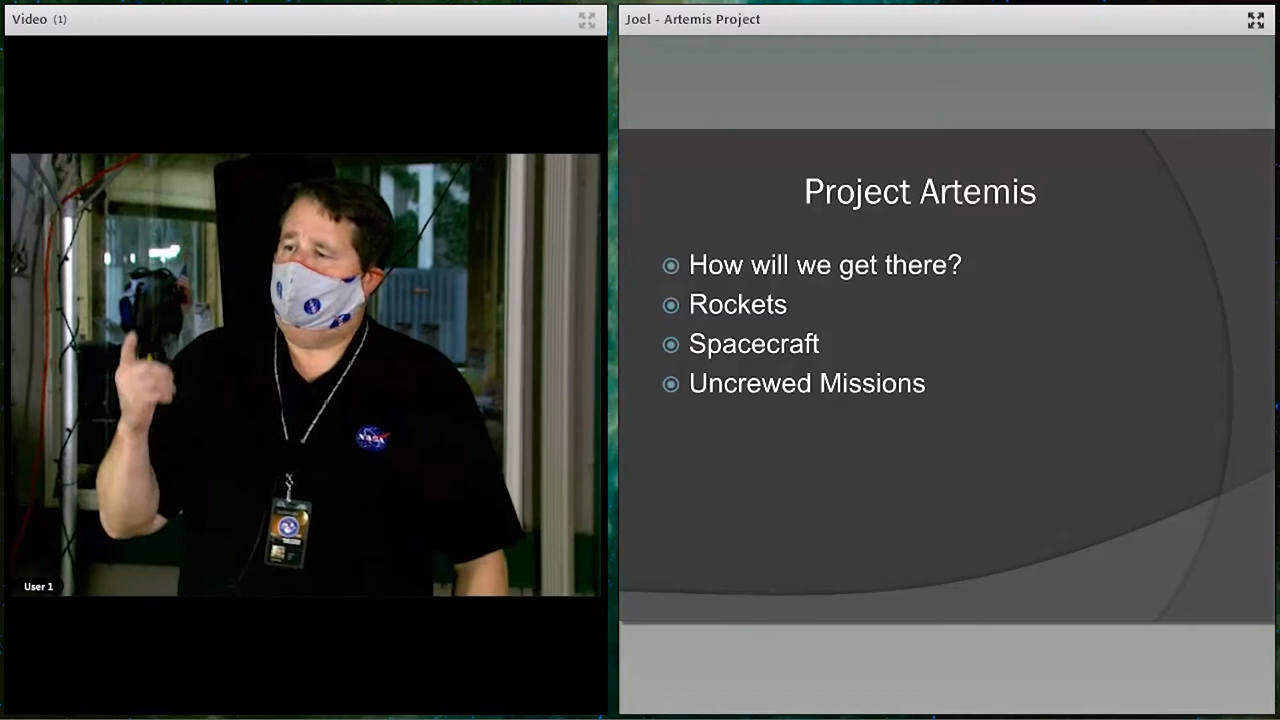 Video (1)
Joel - Artemis Project
NASA
User 1
Project Artemis
How will we get there?
Rockets
Spacecraft
Uncrewed Missions